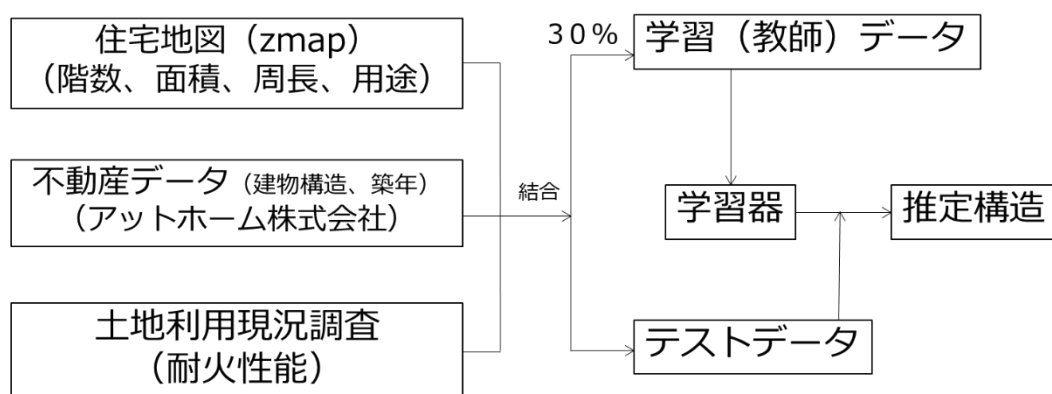 住宅地図（zmap）
（階数、面積、周長、用途）
不動産データ（建物構造、築年）
（アットホーム株式会社）
土地利用現況調査
（耐火性能）
結合
30%
学習（教師）データ
学習器
推定構造
テストデータ